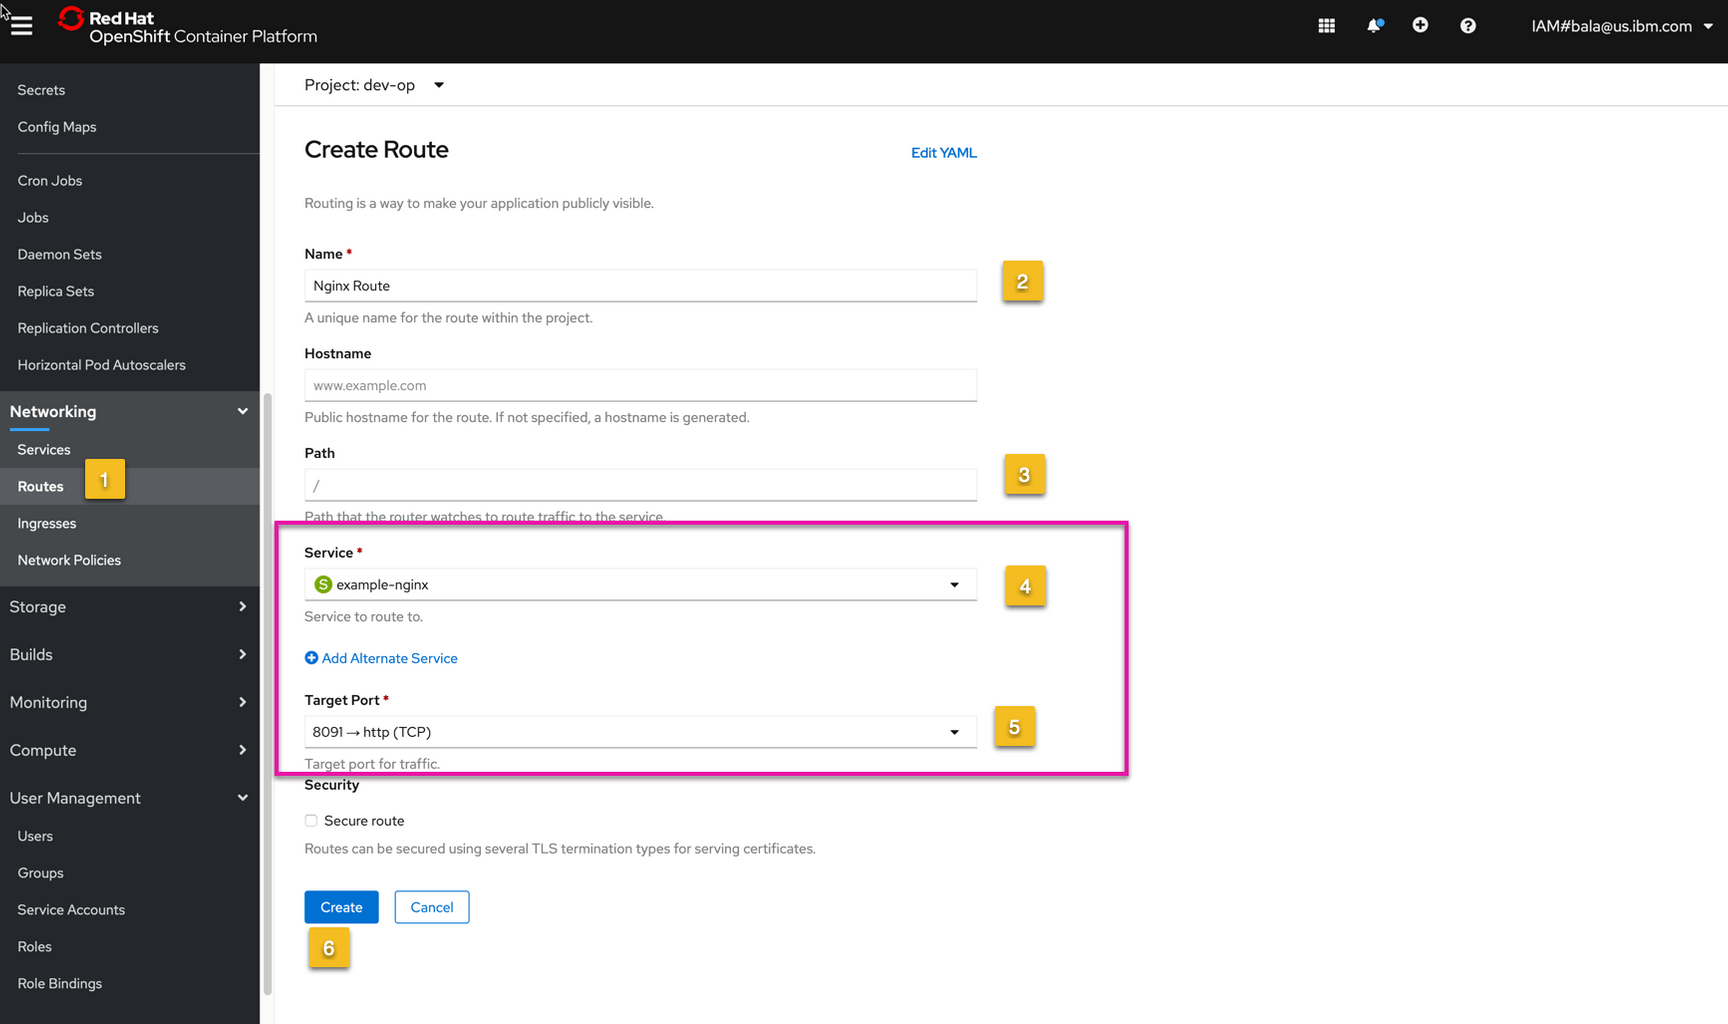 Red Hat
OpenShift Container Platform
IAM#bala@us.ibm.com
Secrets
Config Maps
Cron Jobs
Jobs
Daemon Sets
Replica Sets
Replication Controllers
Horizontal Pod Autoscalers
Networking
Services
Routes
1
Ingresses
Network Policies
Storage
Builds
Monitoring
Compute
User Management
Users
Groups
Service Accounts
Roles
Role Bindings
Project: dev-op
Create Route
Edit YAML
Routing is a way to make your application publicly visible.
Name *
Nginx Route
2
A unique name for the route within the project.
Hostname
www.example.com
Public hostname for the route. If not specified, a hostname is generated.
Path
/
3
Path that the router watches to route traffic to the service.
Service *
S example-nginx
4
Service to route to.
Add Alternate Service
Target Port *
8091 → http (TCP)
5
Target port for traffic.
Security
Secure route
Routes can be secured using several TLS termination types for serving certificates.
Create Cancel
6